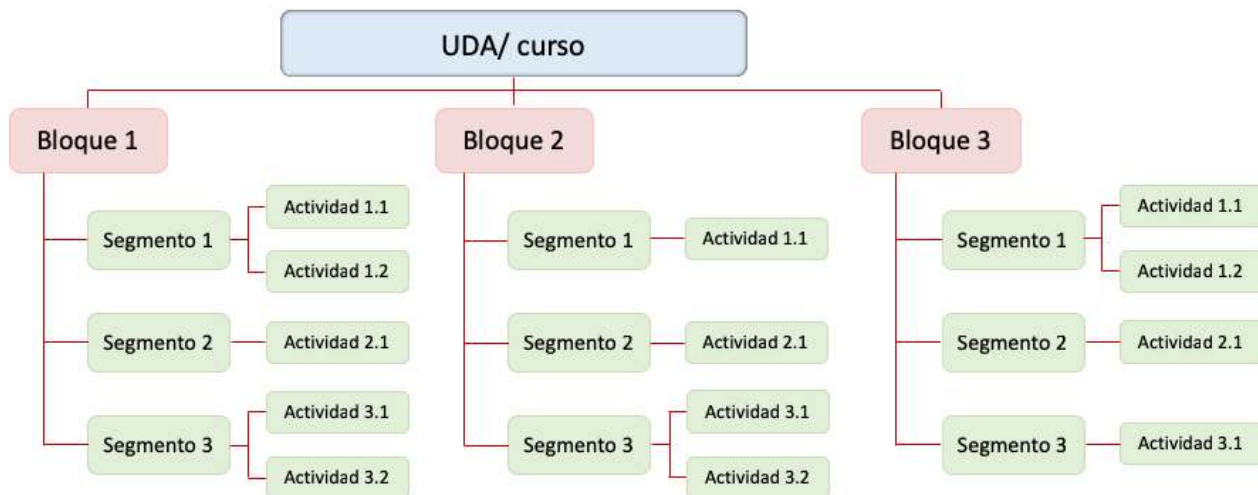 UDA/ curso
Bloque 1
Segmento 1
Actividad 1.1
Actividad 1.2
Segmento 2
Actividad 2.1
Segmento 3
Actividad 3.1
Actividad 3.2
Bloque 2
Segmento 1
Actividad 1.1
Segmento 2
Actividad 2.1
Segmento 3
Actividad 3.1
Actividad 3.2
Bloque 3
Segmento 1
Actividad 1.1
Actividad 1.2
Segmento 2
Actividad 2.1
Segmento 3
Actividad 3.1